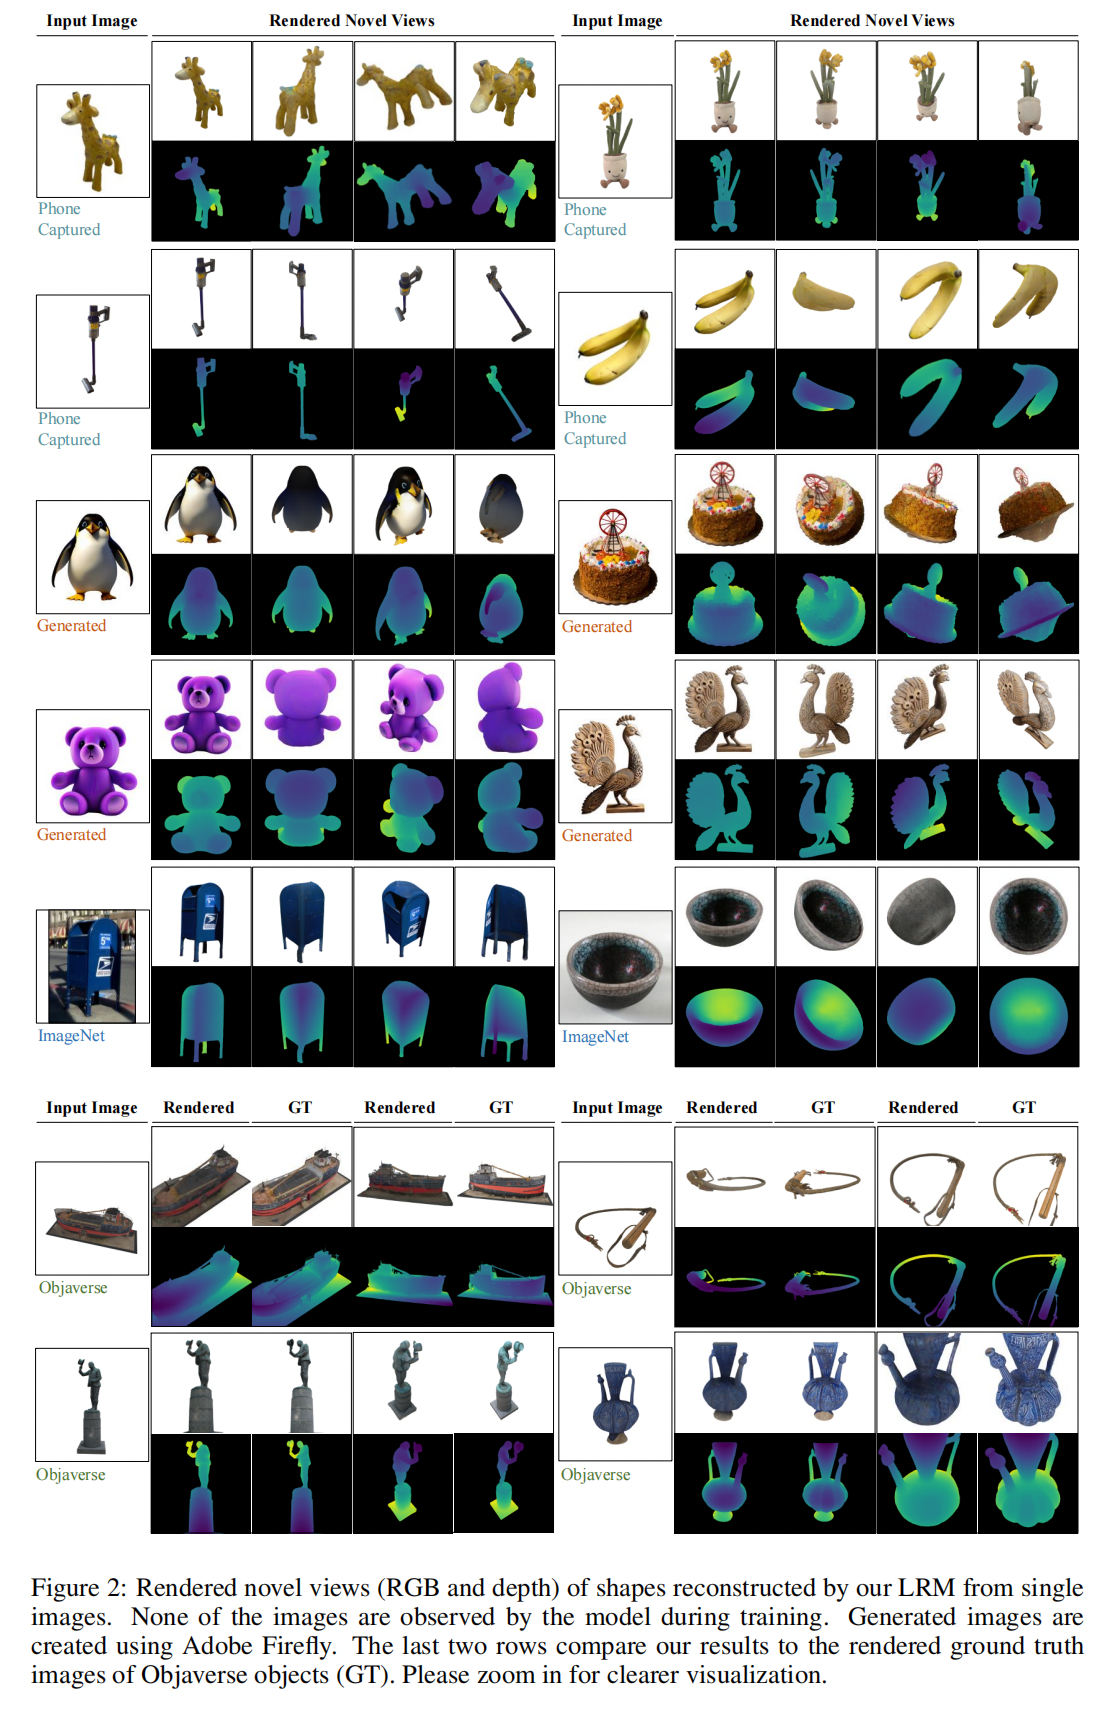 Input Image Rendered Novel Views Input Image Rendered Novel Views
Phone
Captured
Phone
Captured
Phone
Captured
Phone
Captured
Generated
Generated
Generated
Generated
ImageNet
ImageNet
Input Image Rendered GT Rendered GT Input Image Rendered GT Rendered GT
Objaverse
Objaverse
Objaverse
Objaverse
Figure 2: Rendered novel views (RGB and depth) of shapes reconstructed by our LRM from single
images. None of the images are observed by the model during training. Generated images are
created using Adobe Firefly. The last two rows compare our results to the rendered ground truth
images of Objaverse objects (GT). Please zoom in for clearer visualization.